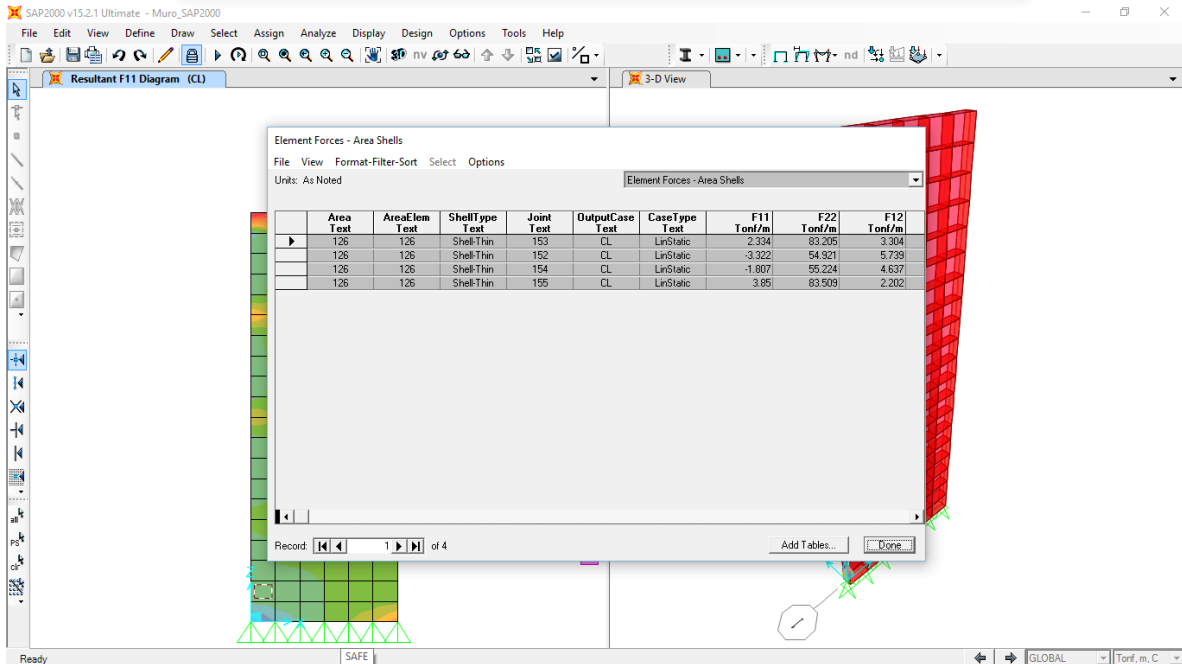 SAP2000 v15.2.1 Ultimate - Muro_SAP2000
File Edit View Define Draw Select Assign Analyze Display Design Options Tools Help
nv
nd
Resultant F11 Diagram (CL)
3-D View
Element Forces - Area Shells
File View Format-Filter-Sort Select Options
Units: As Noted
Element Forces - Area Shells
Area AreaElem ShellType Joint OutputCase CaseType F11 F22 F12
Text Text Text Text Text Text Tonf/m Tonf/m Tonf/m
126 126 Shell-Thin 153 CL LinStatic 2.334 83.205 3.304
126 126 Shell-Thin 152 CL LinStatic -3.322 54.921 5.739
126 126 Shell-Thin 154 CL LinStatic -1.807 55.224 4.637
126 126 Shell-Thin 155 CL LinStatic 3.85 83.509 2.202
Record: 1 of 4
Add Tables...
Done
all
PS
clr
Z
Ready
SAFE
GLOBAL
Tonf, m, C